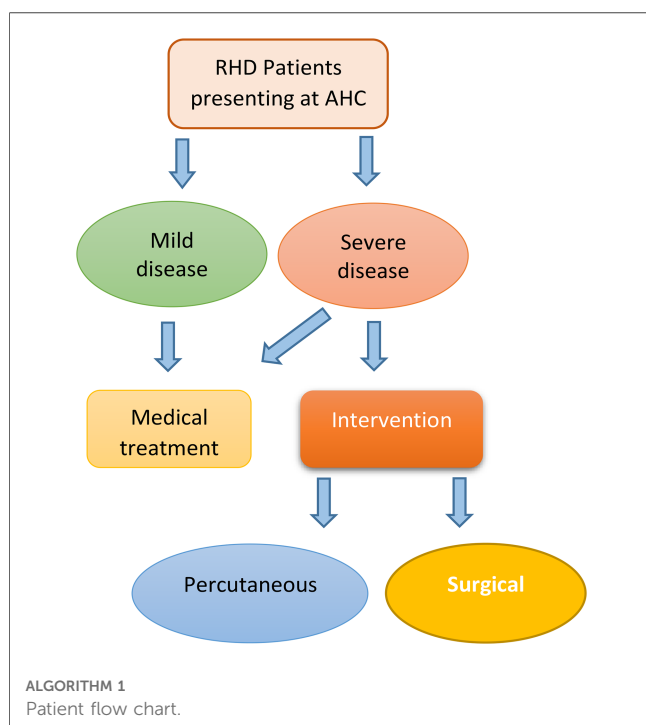 RHD Patients
presenting at AHC
Mild
disease
Severe
disease
Medical
treatment
Intervention
Percutaneous
Surgical
ALGORITHM 1
Patient flow chart.